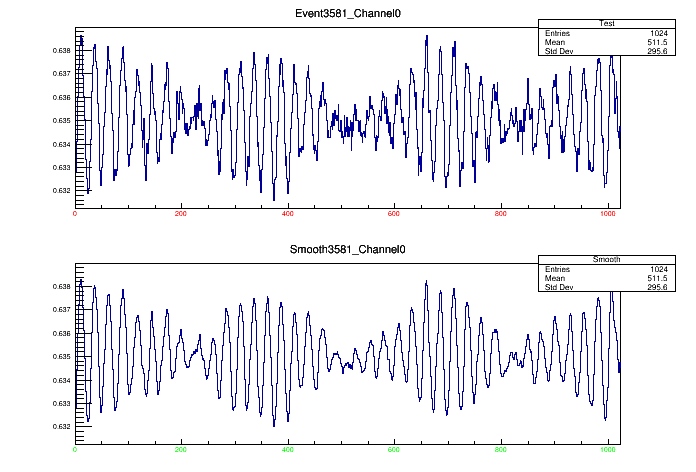 Event3581_Channel0
Test
Entries 1024
Mean 511.5
Std Dev 295.6
0.638
0.637
0.636
0.635
0.634
0.633
0.632
0 200 400 600 800 1000
Smooth3581_Channel0
Smooth
Entries 1024
Mean 511.5
Std Dev 295.6
0.638
0.637
0.636
0.635
0.634
0.633
0.632
0 200 400 600 800 1000